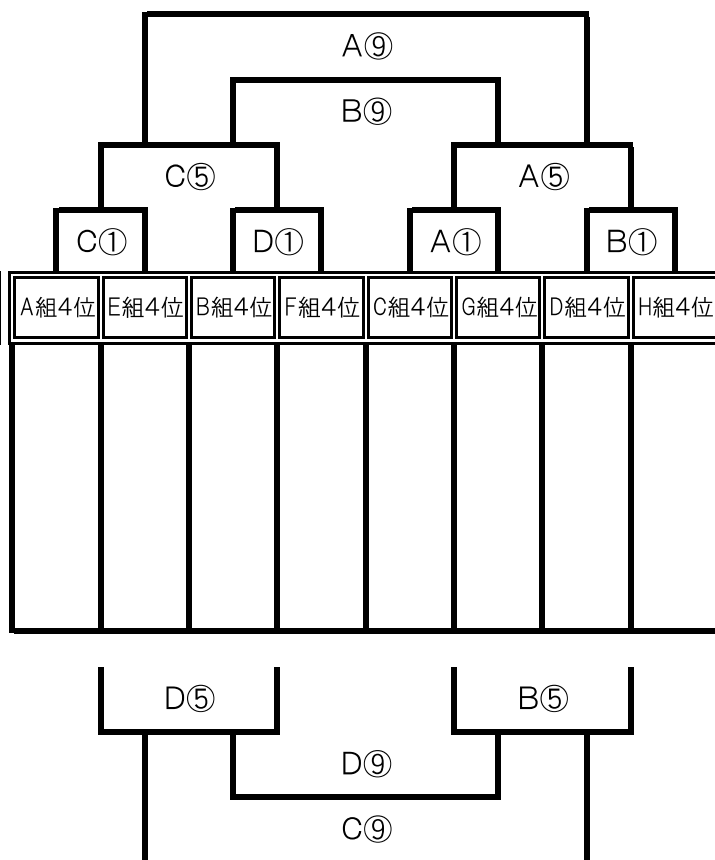 A⑨
B⑨
C⑤ A⑤
C① D① A① B①
A組4位 E組4位 B組4位 F組4位 C組4位 G組4位 D組4位 H組4位
D⑤ B⑤
D⑨
C⑨